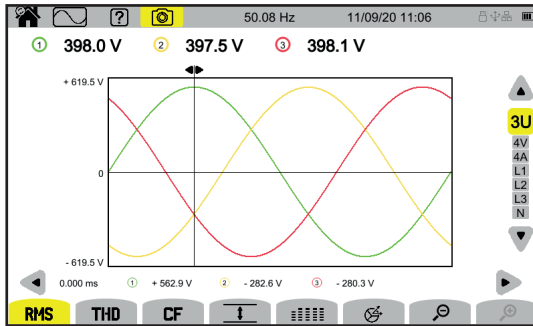 ? 50.08 Hz 11/09/20 11:06
1 398.0 V 2 397.5 V 3 398.1 V
+ 619.5 V
0
- 619.5 V
3U
4V
4A
L1
L2
L3
N
0.000 ms 1 + 562.9 V 2 - 282.6 V 3 - 280.3 V
RMS THD CF